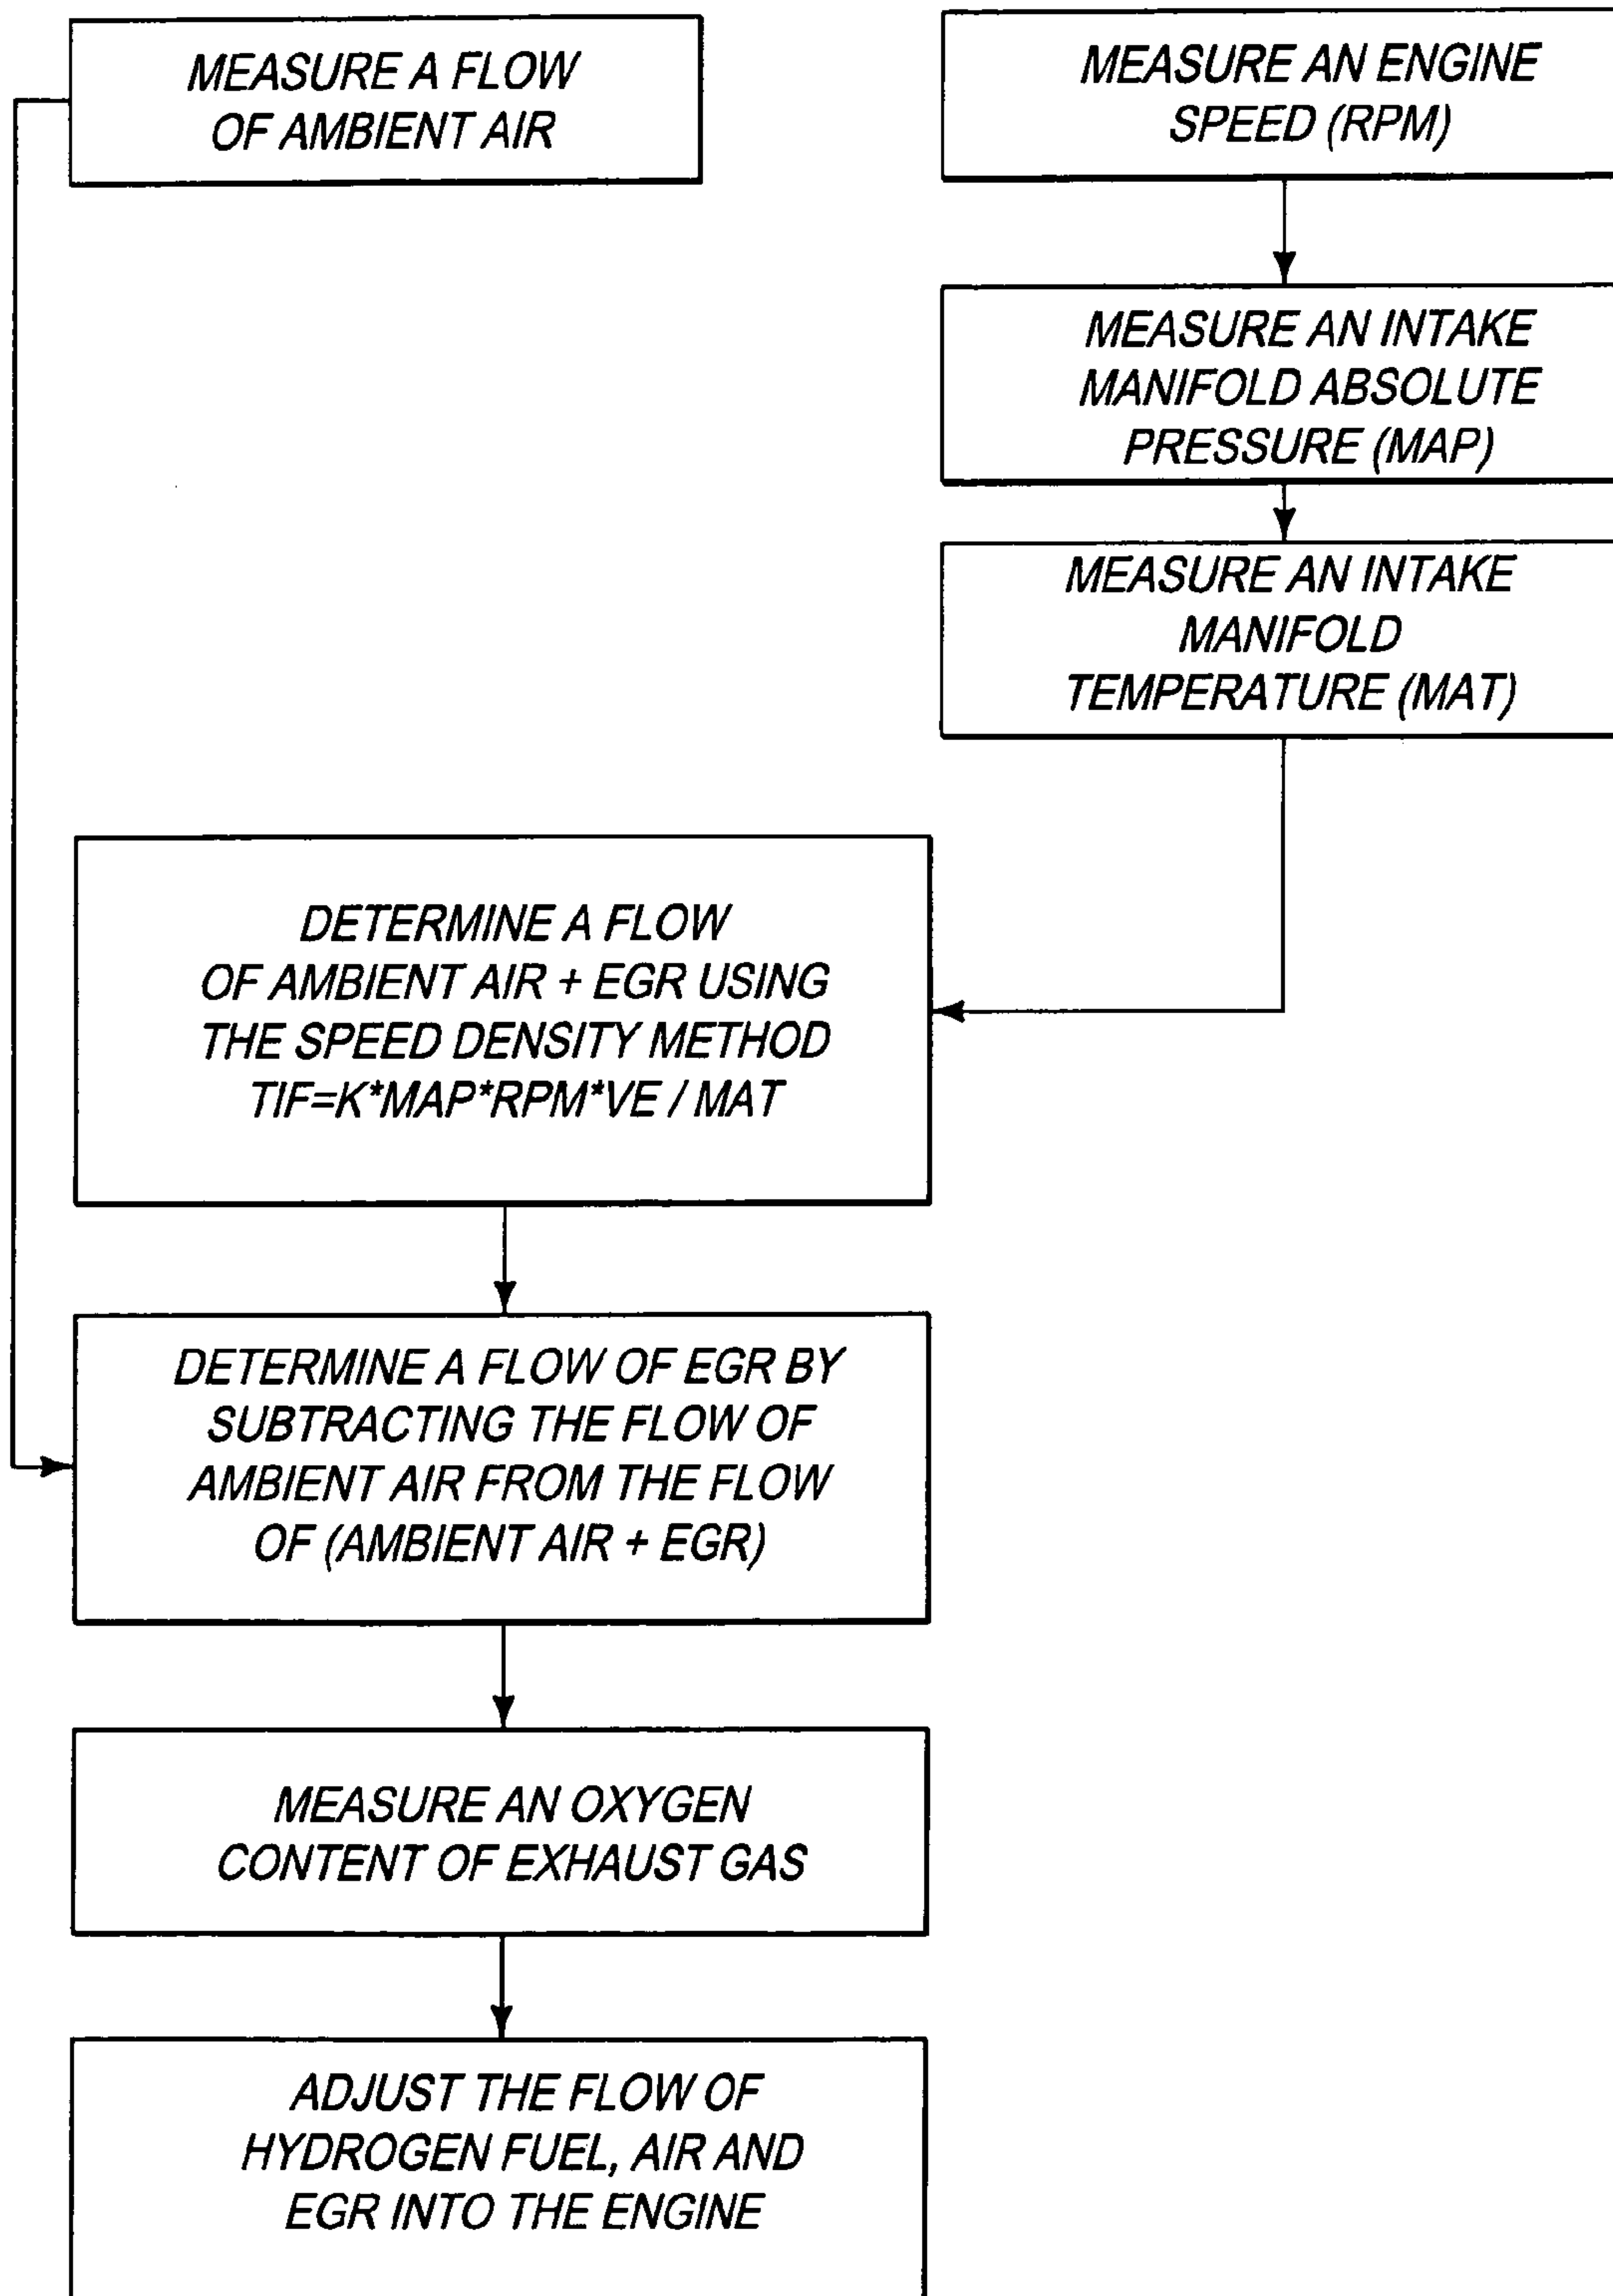 MEASURE A FLOW
OF AMBIENT AIR
MEASURE AN ENGINE
SPEED (RPM)
MEASURE AN INTAKE
MANIFOLD ABSOLUTE
PRESSURE (MAP)
MEASURE AN INTAKE
MANIFOLD
TEMPERATURE (MAT)
DETERMINE A FLOW
OF AMBIENT AIR + EGR USING
THE SPEED DENSITY METHOD
TIF=K*MAP*RPM*VE / MAT
DETERMINE A FLOW OF EGR BY
SUBTRACTING THE FLOW OF
AMBIENT AIR FROM THE FLOW
OF (AMBIENT AIR + EGR)
MEASURE AN OXYGEN
CONTENT OF EXHAUST GAS
ADJUST THE FLOW OF
HYDROGEN FUEL, AIR AND
EGR INTO THE ENGINE